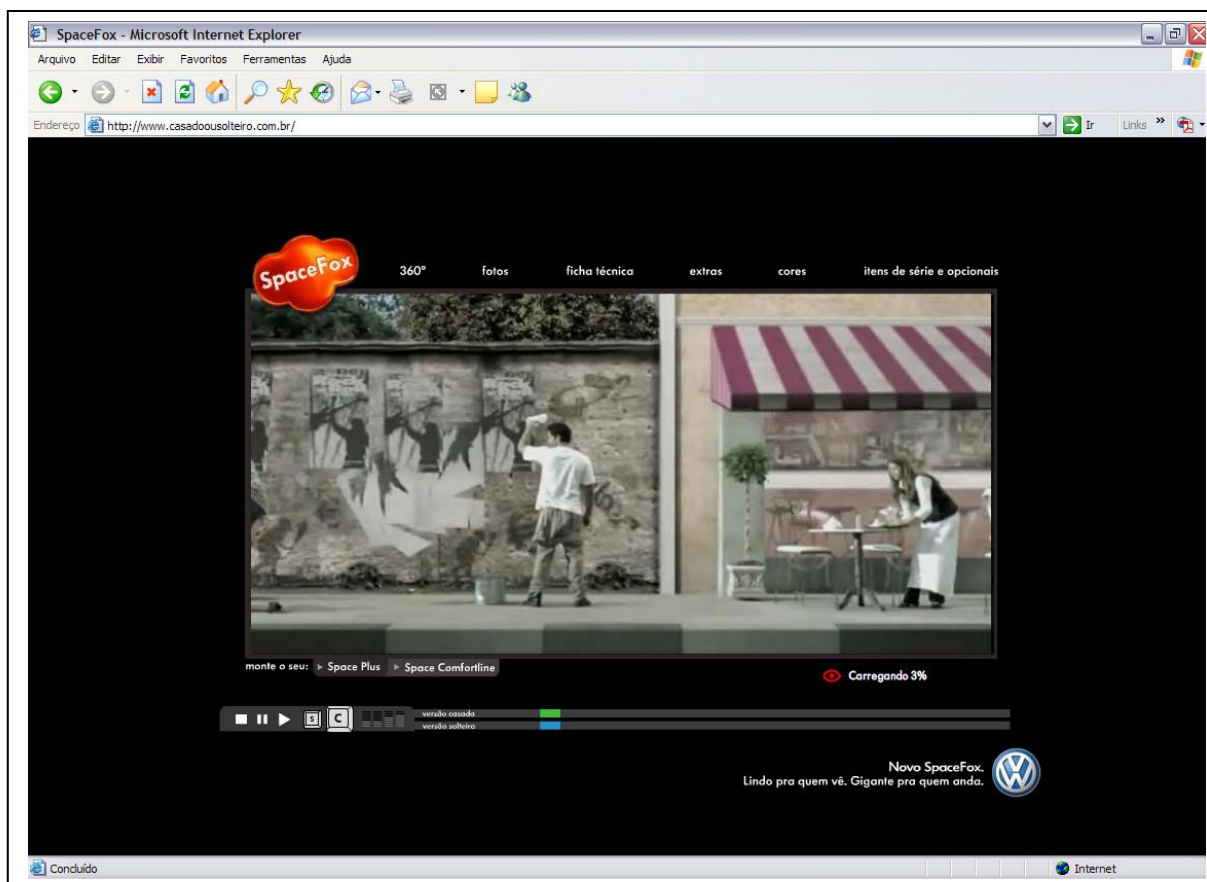 SpaceFox - Microsoft Internet Explorer
Arquivo Editar Exibir Favoritos Ferramentas Ajuda
Endereço http://www.casadoousolteiro.com.br/ Ir Links »
SpaceFox 360° fotos ficha técnica extras cores itens de série e opcionais
monte o seu: Space Plus Space Comfortline
Carregando 3%
S C versão casada
versão solteira
Novo SpaceFox.
Lindo pra quem vê. Gigante pra quem anda.
Concluído Internet